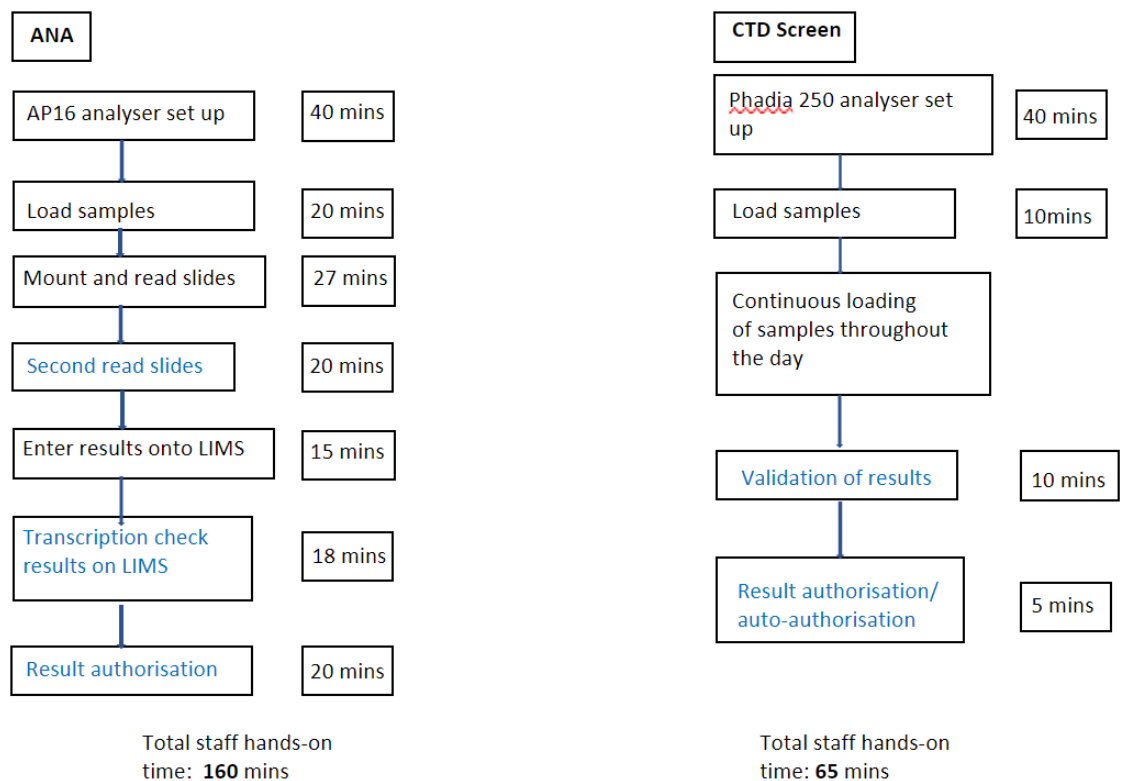 ANA
AP16 analyser set up
40 mins
Load samples
20 mins
Mount and read slides
27 mins
Second read slides
20 mins
Enter results onto LIMS
15 mins
Transcription check
results on LIMS
18 mins
Result authorisation
20 mins
Total staff hands-on
time:  160 mins
CTD Screen
Phadia 250 analyser set
up
40 mins
Load samples
10mins
Continuous loading
of samples throughout
the day
Validation of results
10 mins
Result authorisation/
auto-authorisation
5 mins
Total staff hands-on
time: 65 mins